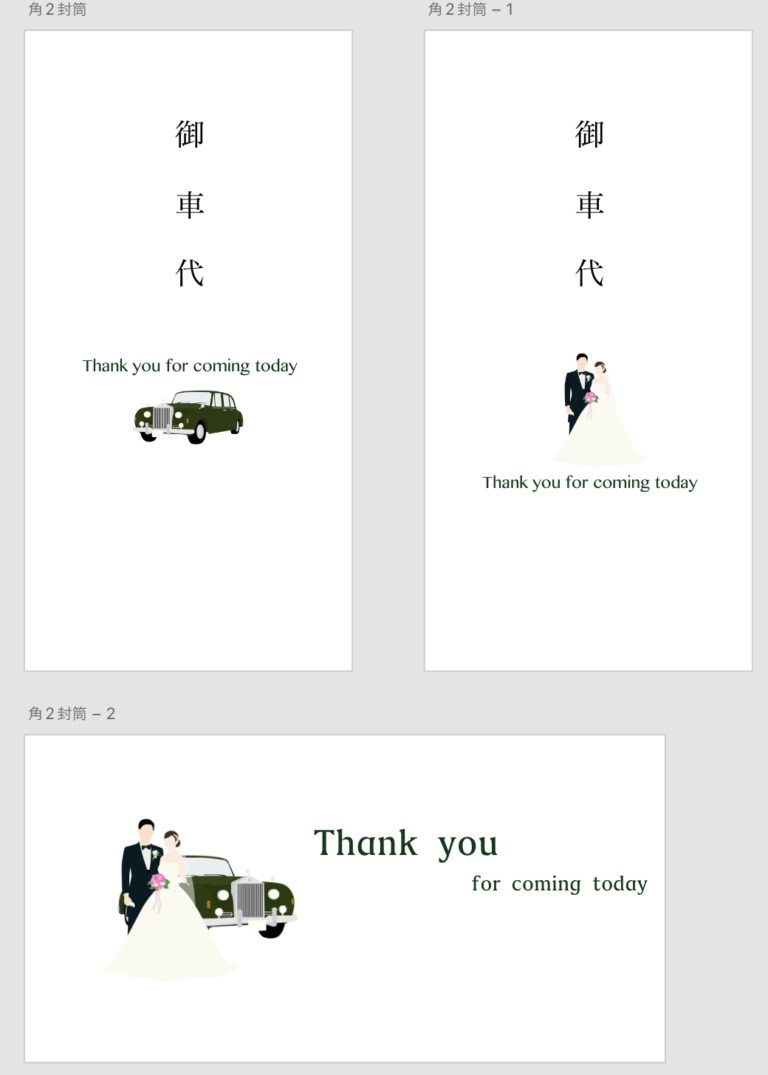 角2封筒
御
車
代
Thank you for coming today
角2封筒 – 1
御
車
代
Thank you for coming today
角2封筒 – 2
Thank you
for coming today